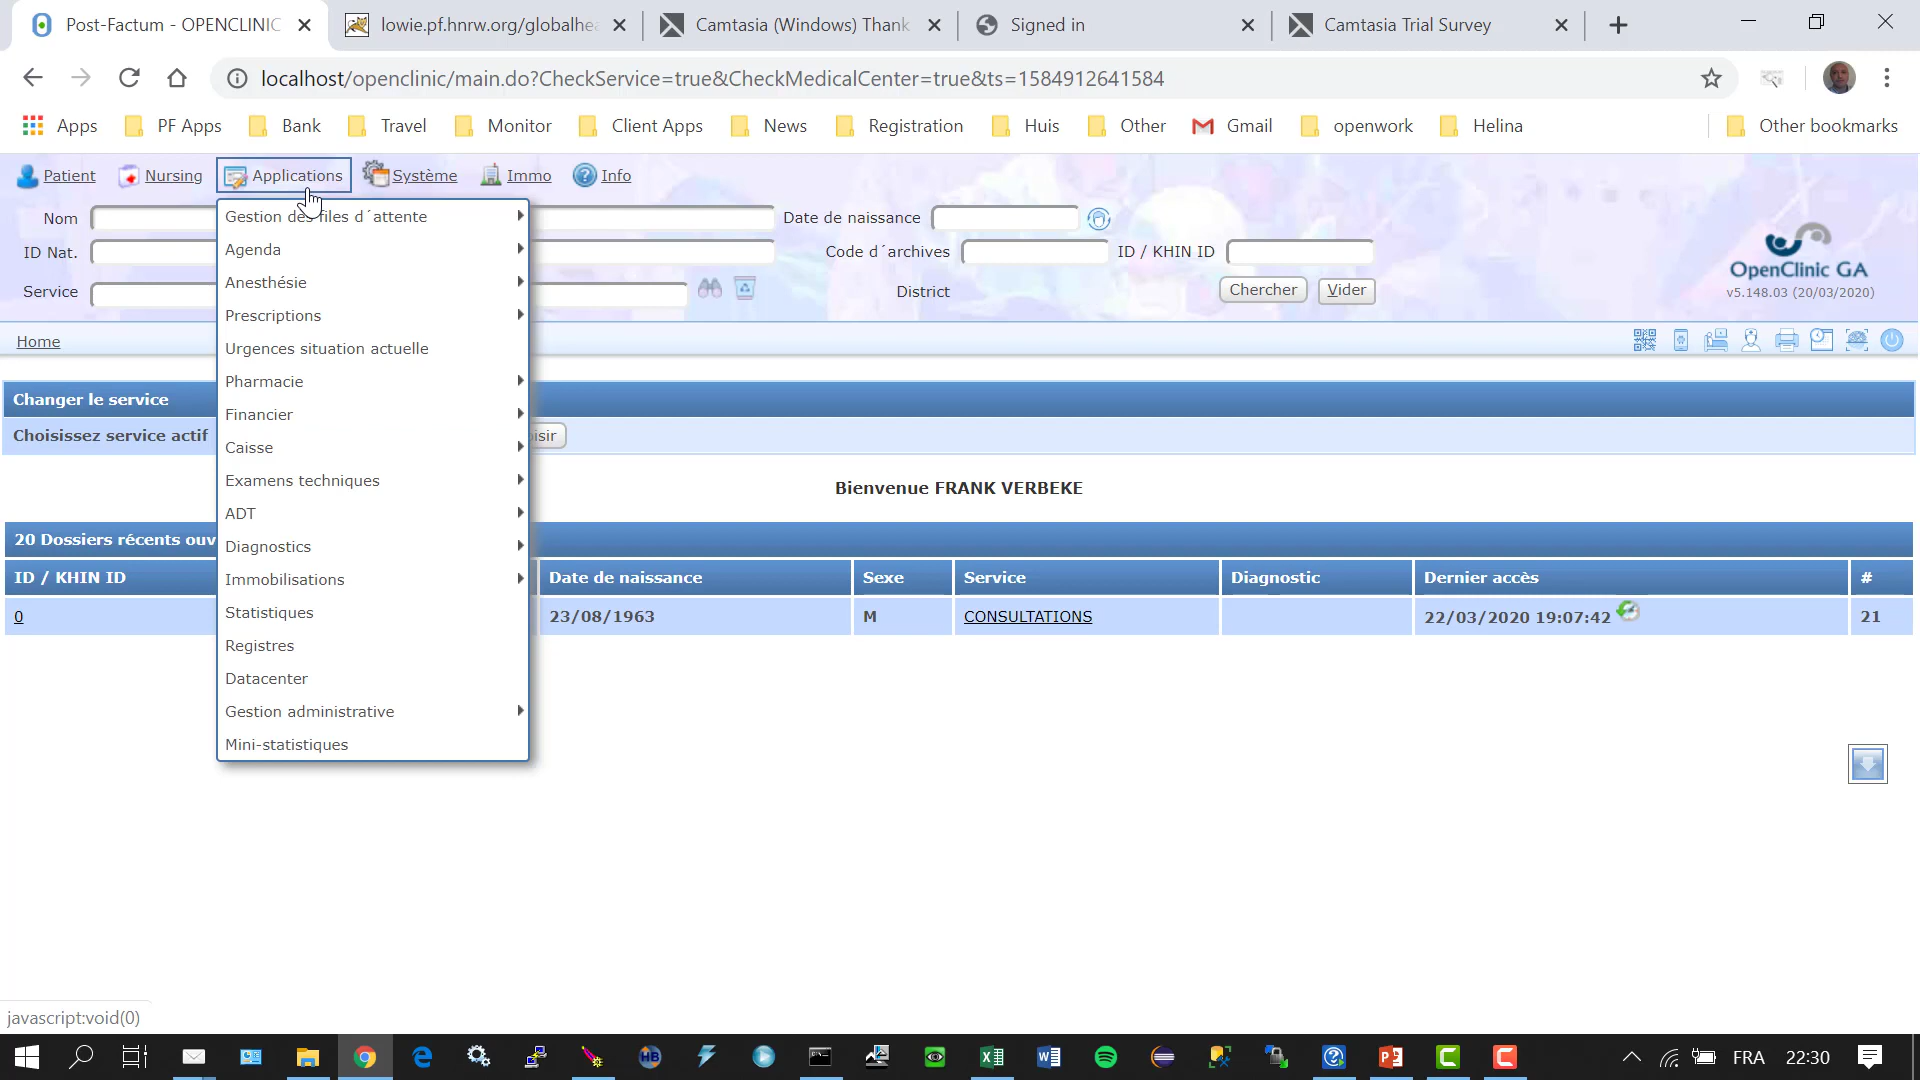 Post-Factum - OPENCLINIC
lowie.pf.hnrw.org/globalhea
Camtasia (Windows) Thank
Signed in
Camtasia Trial Survey
localhost/openclinic/main.do?CheckService=true&CheckMedicalCenter=true&ts=1584912641584
Apps
PF Apps
Bank
Travel
Monitor
Client Apps
News
Registration
Huis
Other
Gmail
openwork
Helina
Other bookmarks
Patient
Nursing
Applications
Système
Immo
Info
Nom
Date de naissance
ID Nat.
Code d´archives
ID / KHIN ID
Service
District
Chercher
Vider
OpenClinic GA
v5.148.03 (20/03/2020)
Home
Gestion des files d´attente
Agenda
Anesthésie
Prescriptions
Urgences situation actuelle
Pharmacie
Financier
Caisse
Examens techniques
ADT
Diagnostics
Immobilisations
Statistiques
Registres
Datacenter
Gestion administrative
Mini-statistiques
Changer le service
Choisissez service actif
isir
Bienvenue FRANK VERBEKE
20 Dossiers récents ouv
ID / KHIN ID
Date de naissance
Sexe
Service
Diagnostic
Dernier accès
#
0
23/08/1963
M
CONSULTATIONS
22/03/2020 19:07:42
21
javascript:void(0)
HB
FRA
22:30